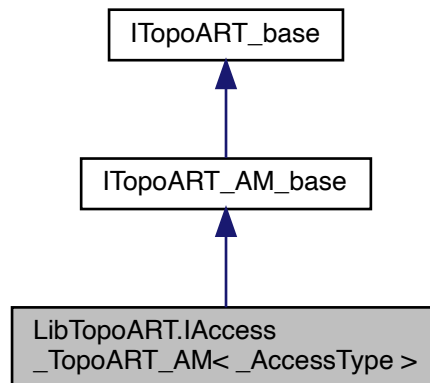 ITopoART_base
ITopoART_AM_base
LibTopoART.IAccess
_TopoART_AM< _AccessType >